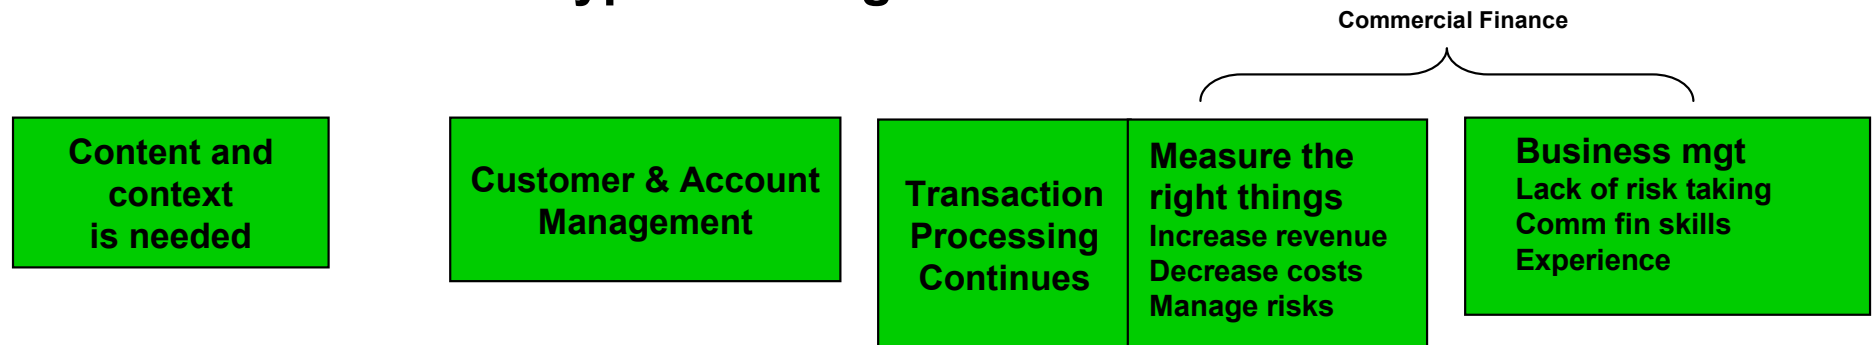 Commercial Finance
Content and
context
is needed
Customer & Account
Management
Transaction
Processing
Continues
Measure the
right things
Increase revenue
Decrease costs
Manage risks
Business mgt
Lack of risk taking
Comm fin skills
Experience